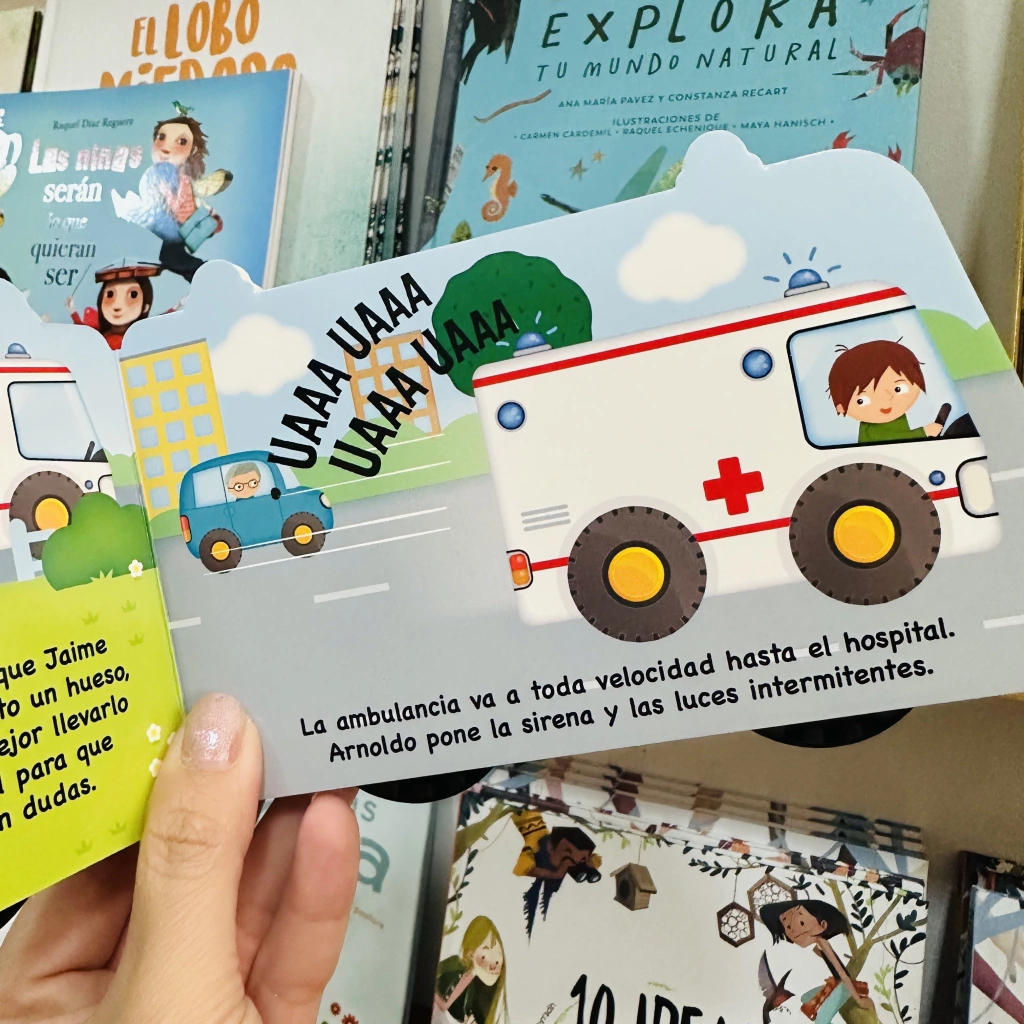 EL LOBO
MIEDOSO
EXPLORA
TU MUNDO NATURAL
ANA MARÍA PAVEZ Y CONSTANZA RECART
ILUSTRACIONES DE
• CARMEN CARDEMIL • RAQUEL ECHENIQUE • MAYA HANISCH •
Raquel Díaz Reguera
Las niñas
serán
lo que
quieran
ser
UAAA UAAA
UAAA UAAA
que Jaime
un hueso,
llevarlo
para que
dudas.
La ambulancia va a toda velocidad hasta el hospital.
Arnoldo pone la sirena y las luces intermitentes.
10